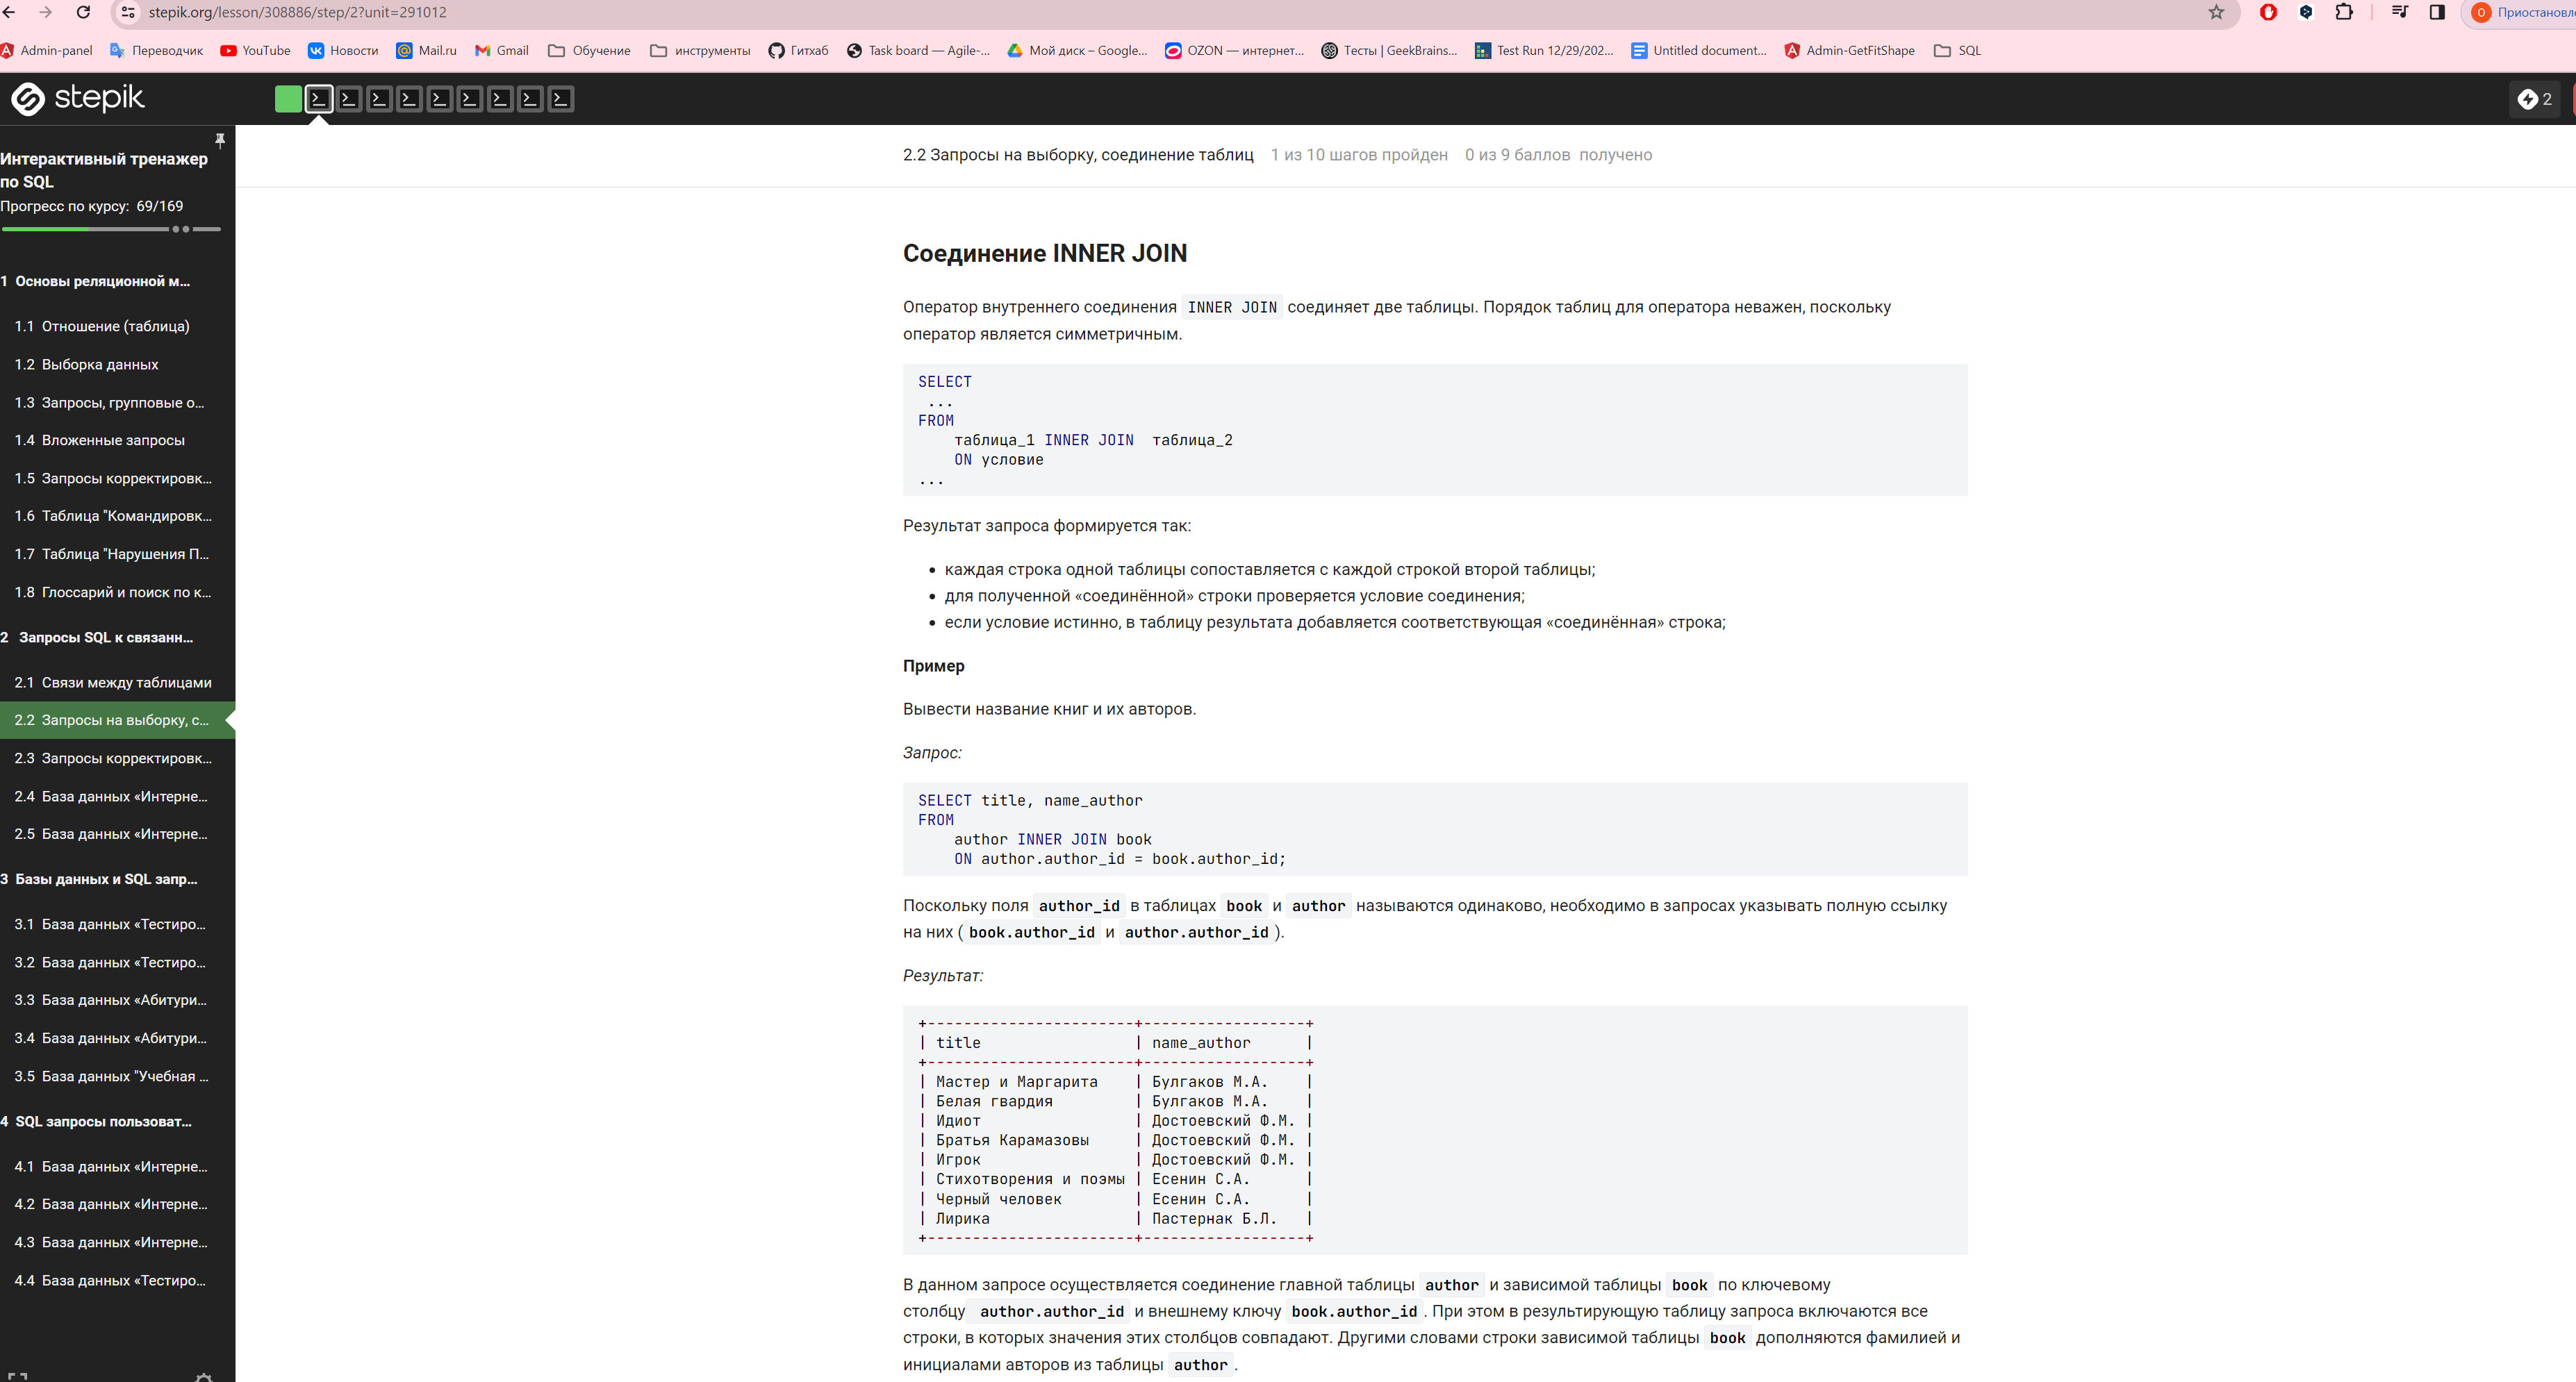 stepik.org/lesson/308886/step/2?unit=291012
О Приостановле
Admin-panel Переводчик YouTube Новости Mail.ru Gmail Обучение инструменты Гитхаб Task board — Agile-... Мой диск – Google... OZON — интернет... Тесты | GeekBrains... Test Run 12/29/202... Untitled document... Admin-GetFitShape SQL
stepik
2
Интерактивный тренажер
по SQL
Прогресс по курсу: 69/169
1 Основы реляционной м...
1.1 Отношение (таблица)
1.2 Выборка данных
1.3 Запросы, групповые о...
1.4 Вложенные запросы
1.5 Запросы корректировк...
1.6 Таблица "Командировк...
1.7 Таблица "Нарушения П...
1.8 Глоссарий и поиск по к...
2 Запросы SQL к связанн...
2.1 Связи между таблицами
2.2 Запросы на выборку, с...
2.3 Запросы корректировк...
2.4 База данных «Интерне...
2.5 База данных «Интерне...
3 Базы данных и SQL запр...
3.1 База данных «Тестиро...
3.2 База данных «Тестиро...
3.3 База данных «Абитури...
3.4 База данных «Абитури...
3.5 База данных "Учебная ...
4 SQL запросы пользоват...
4.1 База данных «Интерне...
4.2 База данных «Интерне...
4.3 База данных «Интерне...
4.4 База данных «Тестиро...
2.2 Запросы на выборку, соединение таблиц 1 из 10 шагов пройден 0 из 9 баллов получено
Соединение INNER JOIN
Оператор внутреннего соединения INNER JOIN соединяет две таблицы. Порядок таблиц для оператора неважен, поскольку
оператор является симметричным.
SELECT
...
FROM
таблица_1 INNER JOIN таблица_2
ON условие
...
Результат запроса формируется так:
• каждая строка одной таблицы сопоставляется с каждой строкой второй таблицы;
• для полученной «соединённой» строки проверяется условие соединения;
• если условие истинно, в таблицу результата добавляется соответствующая «соединённая» строка;
Пример
Вывести название книг и их авторов.
Запрос:
SELECT title, name_author
FROM
author INNER JOIN book
ON author.author_id = book.author_id;
Поскольку поля author_id в таблицах book и author называются одинаково, необходимо в запросах указывать полную ссылку
на них ( book.author_id и author.author_id ).
Результат:
+-----------------------+------------------+
| title                 | name_author      |
+-----------------------+------------------+
| Мастер и Маргарита    | Булгаков М.А.    |
| Белая гвардия         | Булгаков М.А.    |
| Идиот                 | Достоевский Ф.М. |
| Братья Карамазовы     | Достоевский Ф.М. |
| Игрок                 | Достоевский Ф.М. |
| Стихотворения и поэмы | Есенин С.А.      |
| Черный человек        | Есенин С.А.      |
| Лирика                | Пастернак Б.Л.   |
+-----------------------+------------------+
В данном запросе осуществляется соединение главной таблицы author и зависимой таблицы book по ключевому
столбцу author.author_id и внешнему ключу book.author_id . При этом в результирующую таблицу запроса включаются все
строки, в которых значения этих столбцов совпадают. Другими словами строки зависимой таблицы book дополняются фамилией и
инициалами авторов из таблицы author .